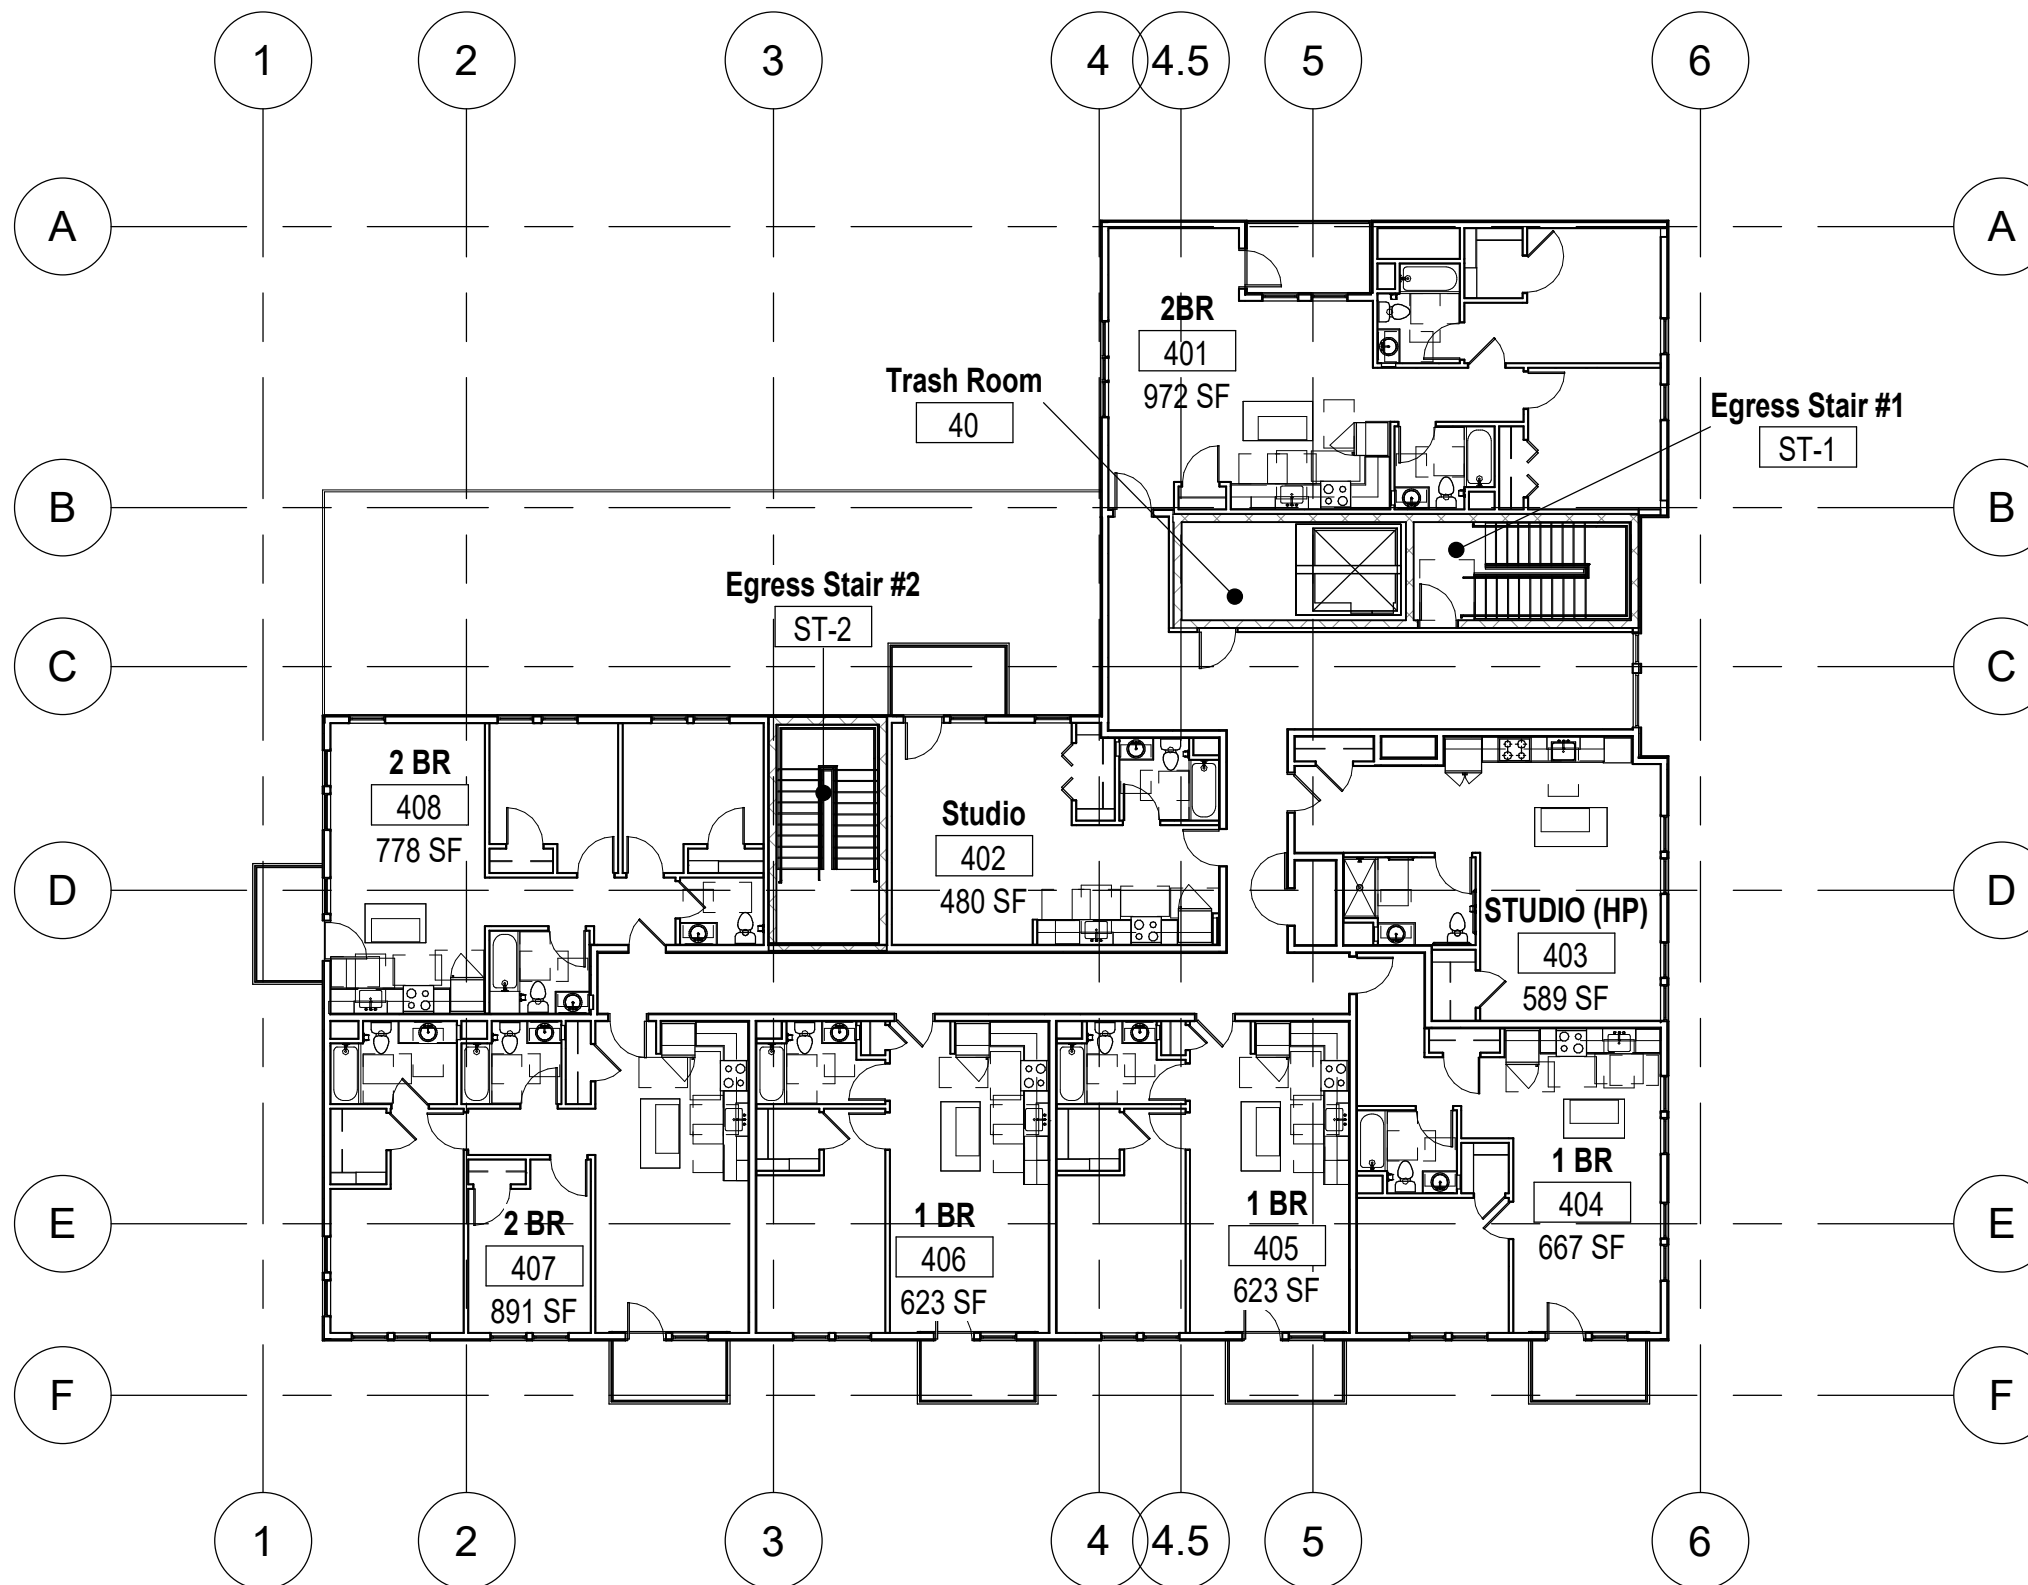 1
2
3
4
4.5
5
6
A
A
2BR
401
972 SF
Trash Room
40
Egress Stair #1
ST-1
B
B
Egress Stair #2
ST-2
C
C
2 BR
408
778 SF
Studio
402
480 SF
D
D
STUDIO (HP)
403
589 SF
1 BR
404
667 SF
1 BR
405
623 SF
1 BR
406
623 SF
2 BR
407
891 SF
E
E
F
F
1
2
3
4
4.5
5
6